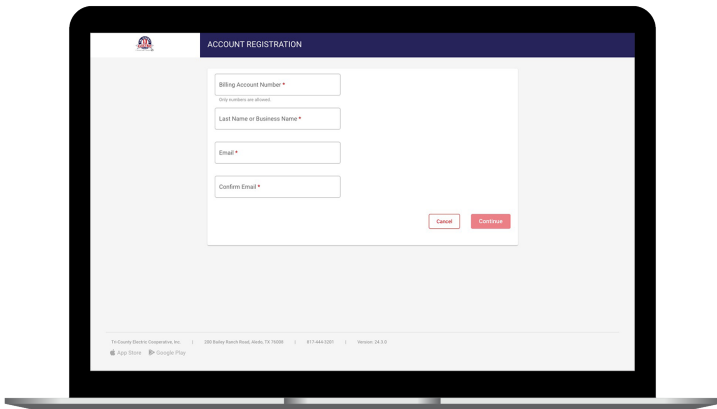 ACCOUNT REGISTRATION
Billing Account Number *
Only numbers are allowed.
Last Name or Business Name *
Email *
Confirm Email *
Cancel Continue
Tri-County Electric Cooperative, Inc. | 200 Bailey Ranch Road, Aledo, TX 76008 | 817-444-3201 | Version: 24.3.0
App Store Google Play